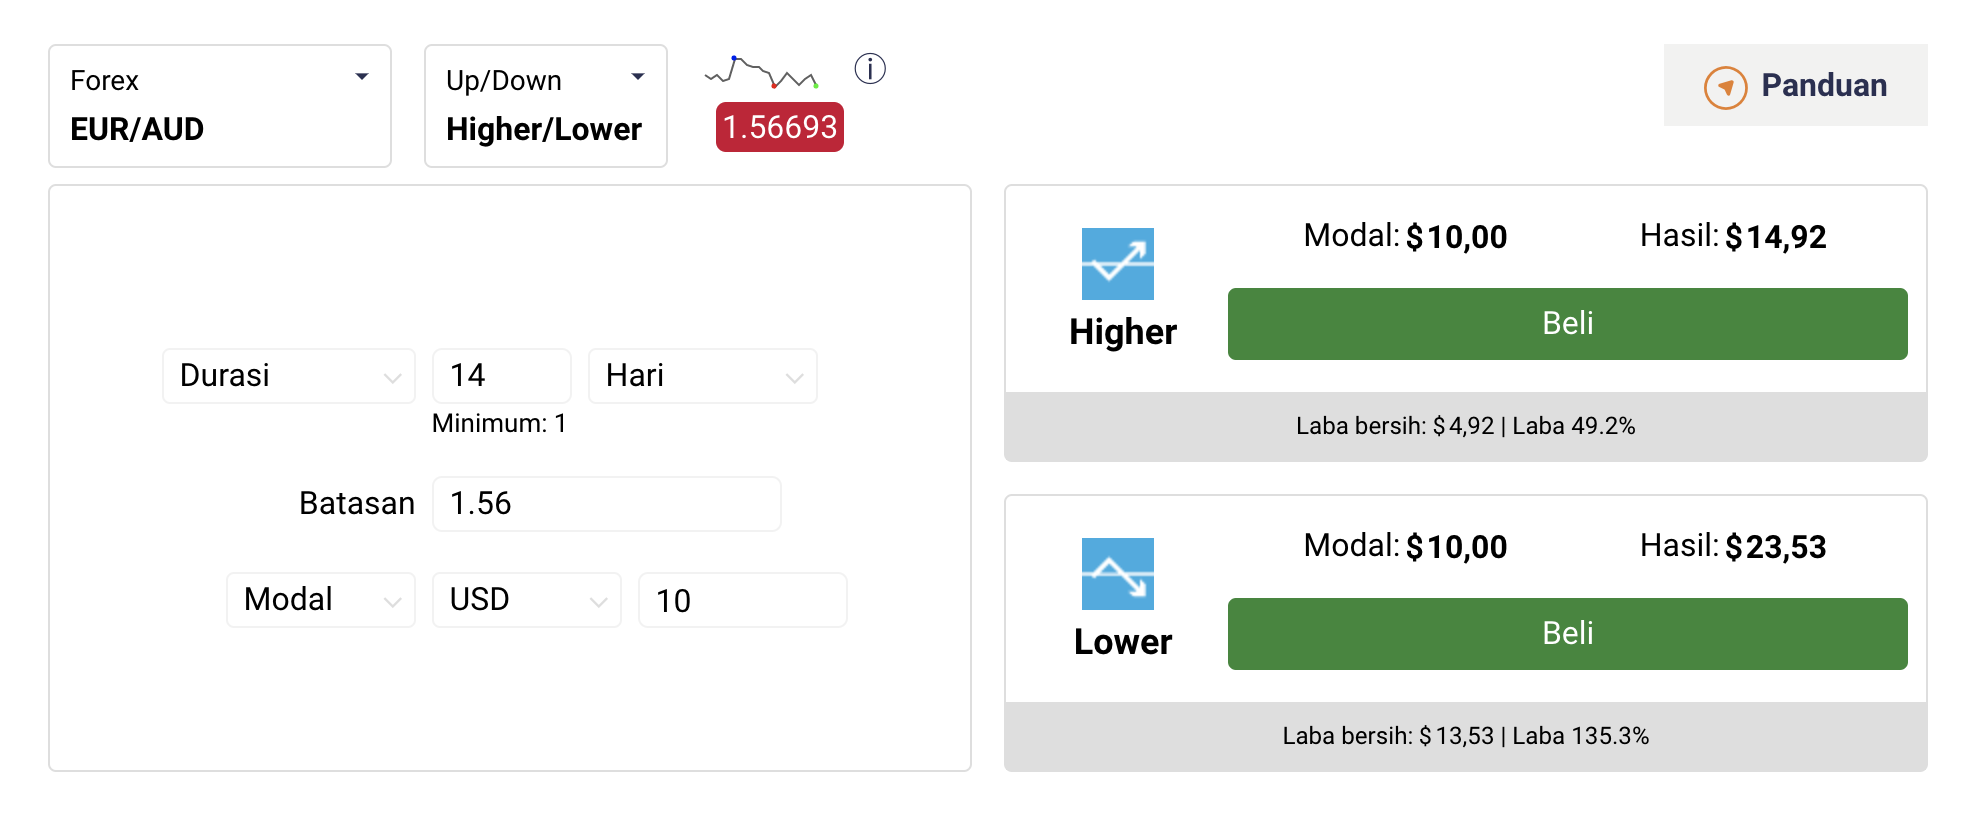 Forex
EUR/AUD
Up/Down
Higher/Lower
1.56693
Panduan
Durasi
14
Hari
Minimum: 1
Batasan
1.56
Modal
USD
10
Higher
Modal: $10,00
Hasil: $14,92
Beli
Laba bersih: $4,92 | Laba 49.2%
Lower
Modal: $10,00
Hasil: $23,53
Beli
Laba bersih: $13,53 | Laba 135.3%